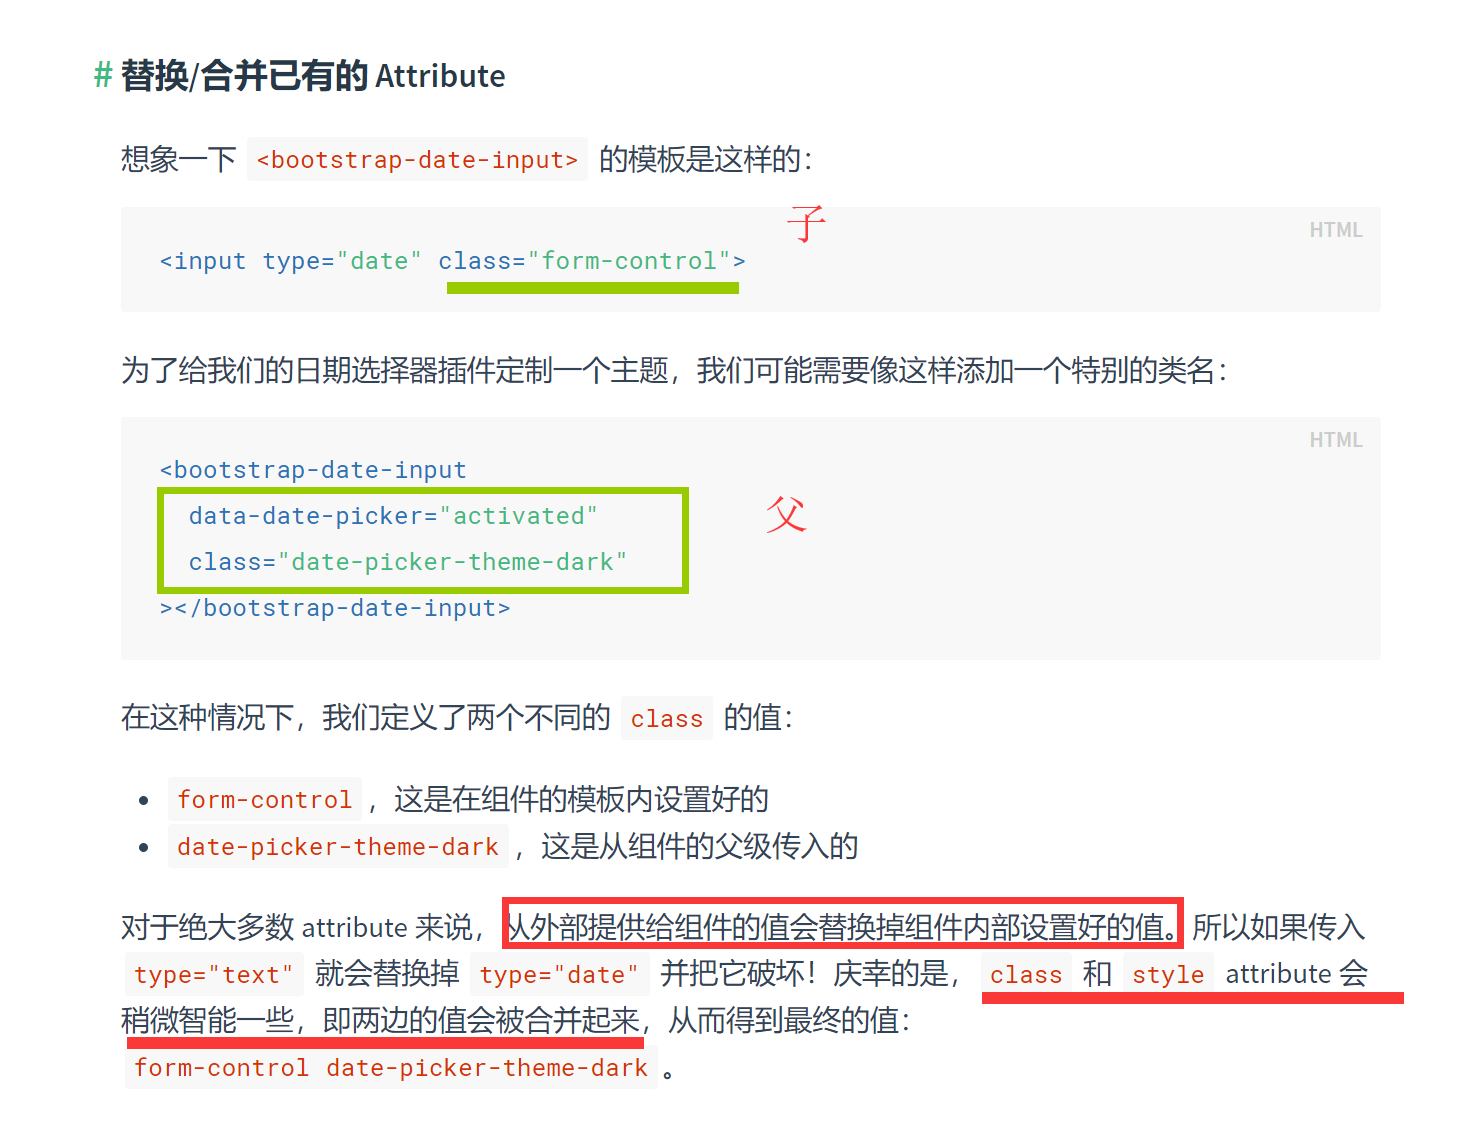 # 替换/合并已有的 Attribute
想象一下 <bootstrap-date-input> 的模板是这样的：
子
HTML
<input type="date" class="form-control">
为了给我们的日期选择器插件定制一个主题，我们可能需要像这样添加一个特别的类名：
HTML
<bootstrap-date-input
data-date-picker="activated"
父
class="date-picker-theme-dark"
></bootstrap-date-input>
在这种情况下，我们定义了两个不同的 class 的值：
• form-control，这是在组件的模板内设置好的
• date-picker-theme-dark，这是从组件的父级传入的
对于绝大多数 attribute 来说，从外部提供给组件的值会替换掉组件内部设置好的值。所以如果传入
type="text" 就会替换掉 type="date" 并把它破坏！庆幸的是，class 和 style attribute 会
稍微智能一些，即两边的值会被合并起来，从而得到最终的值：
form-control date-picker-theme-dark。